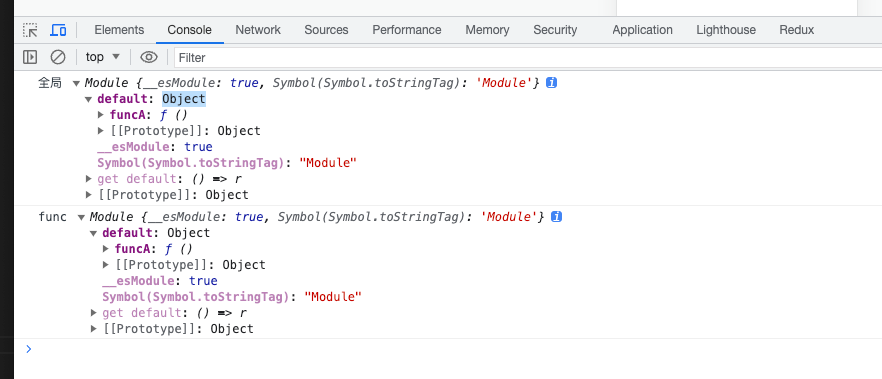 Elements Console Network Sources Performance Memory Security Application Lighthouse Redux
top Filter
全局 Module {__esModule: true, Symbol(Symbol.toStringTag): 'Module'} i
default: Object
funcA: ƒ ()
[[Prototype]]: Object
__esModule: true
Symbol(Symbol.toStringTag): "Module"
get default: () => r
[[Prototype]]: Object
func Module {__esModule: true, Symbol(Symbol.toStringTag): 'Module'} i
default: Object
funcA: ƒ ()
[[Prototype]]: Object
__esModule: true
Symbol(Symbol.toStringTag): "Module"
get default: () => r
[[Prototype]]: Object